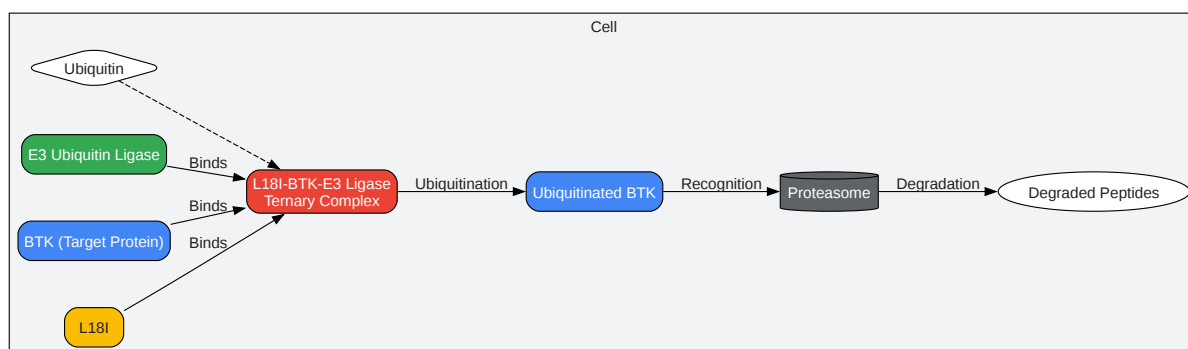 Cell
Ubiquitin
E3 Ubiquitin Ligase
Binds
BTK (Target Protein)
Binds
L18I
Binds
L18I-BTK-E3 Ligase
Ternary Complex
Ubiquitination
Ubiquitinated BTK
Recognition
Proteasome
Degradation
Degraded Peptides